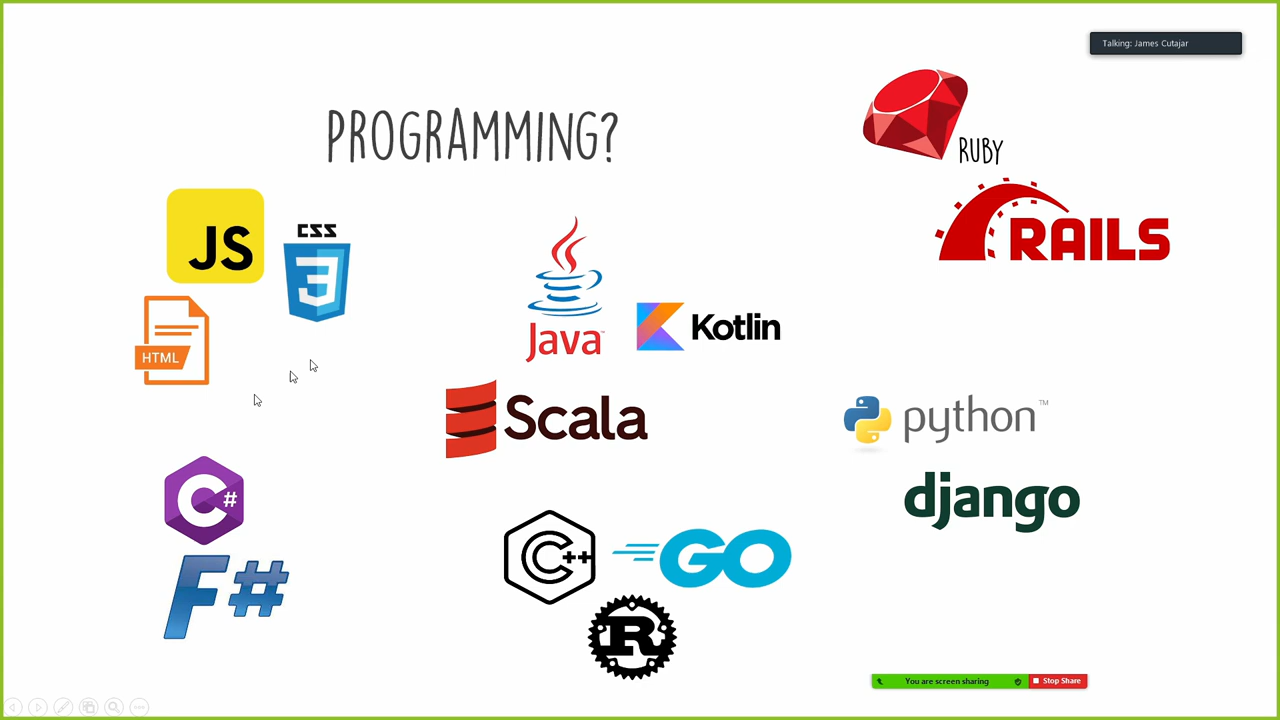 Talking: James Cutajar
PROGRAMMING?
RUBY
RAILS
JS
CSS
3
HTML
Java™
Kotlin
Scala
python™
django
C#
F#
C++
GO
R
You are screen sharing
Stop Share